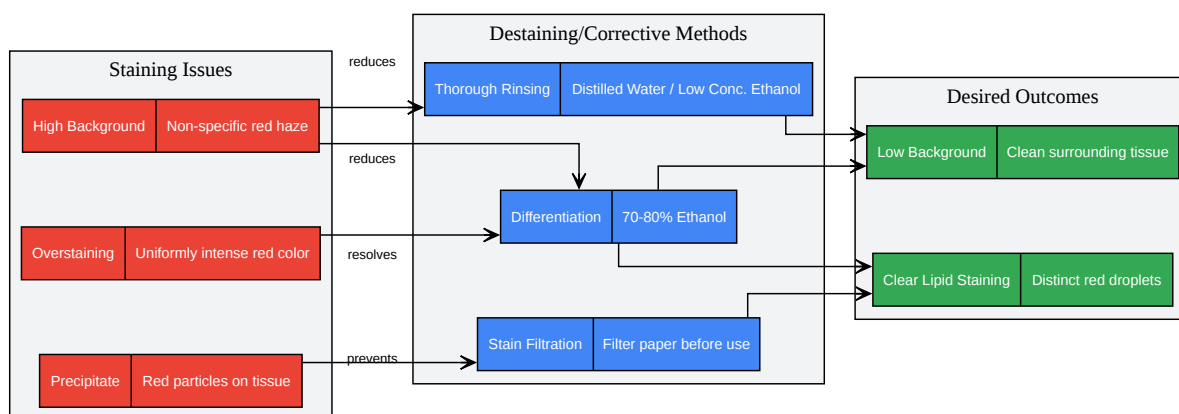 Staining Issues
High Background
Non-specific red haze
Overstaining
Uniformly intense red color
Precipitate
Red particles on tissue
reduces
reduces
resolves
prevents
Destaining/Corrective Methods
Thorough Rinsing
Distilled Water / Low Conc. Ethanol
Differentiation
70-80% Ethanol
Stain Filtration
Filter paper before use
Desired Outcomes
Low Background
Clean surrounding tissue
Clear Lipid Staining
Distinct red droplets